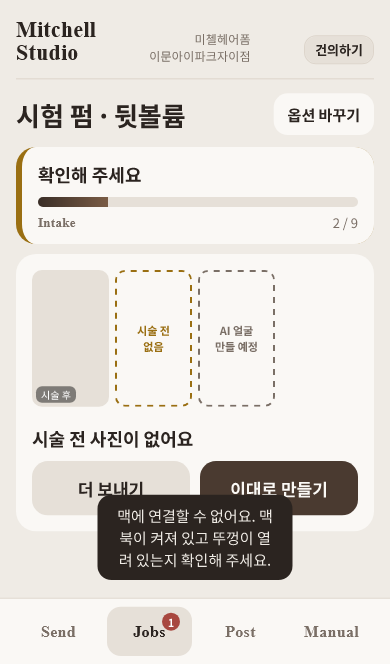 Mitchell
Studio
미젤헤어폼
이문아이파크자이점
건의하기
시험 펌 · 뒷볼륨
옵션 바꾸기
확인해 주세요
Intake
2 / 9
시술 후
시술 전
없음
AI 얼굴
만들 예정
시술 전 사진이 없어요
더 보내기
이대로 만들기
맥에 연결할 수 없어요. 맥
북이 켜져 있고 뚜껑이 열
려 있는지 확인해 주세요.
Send
Jobs
1
Post
Manual